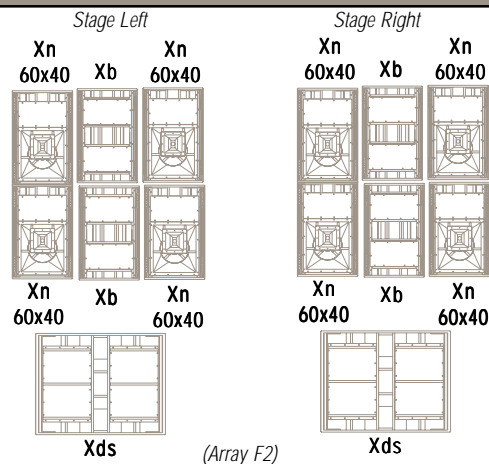 Stage Left
Stage Right
Xn
60x40
Xb
Xn
60x40
Xn
60x40
Xb
Xn
60x40
Xn
60x40
Xb
Xn
60x40
Xn
60x40
Xb
Xn
60x40
Xds
(Array F2)
Xds